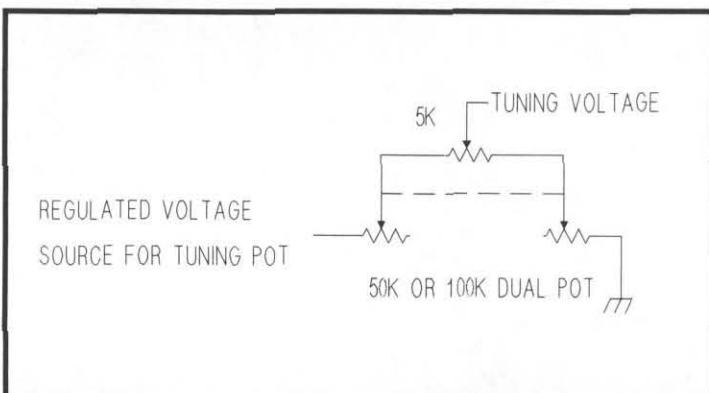 TUNING VOLTAGE
5K
REGULATED VOLTAGE
SOURCE FOR TUNING POT
50K OR 100K DUAL POT